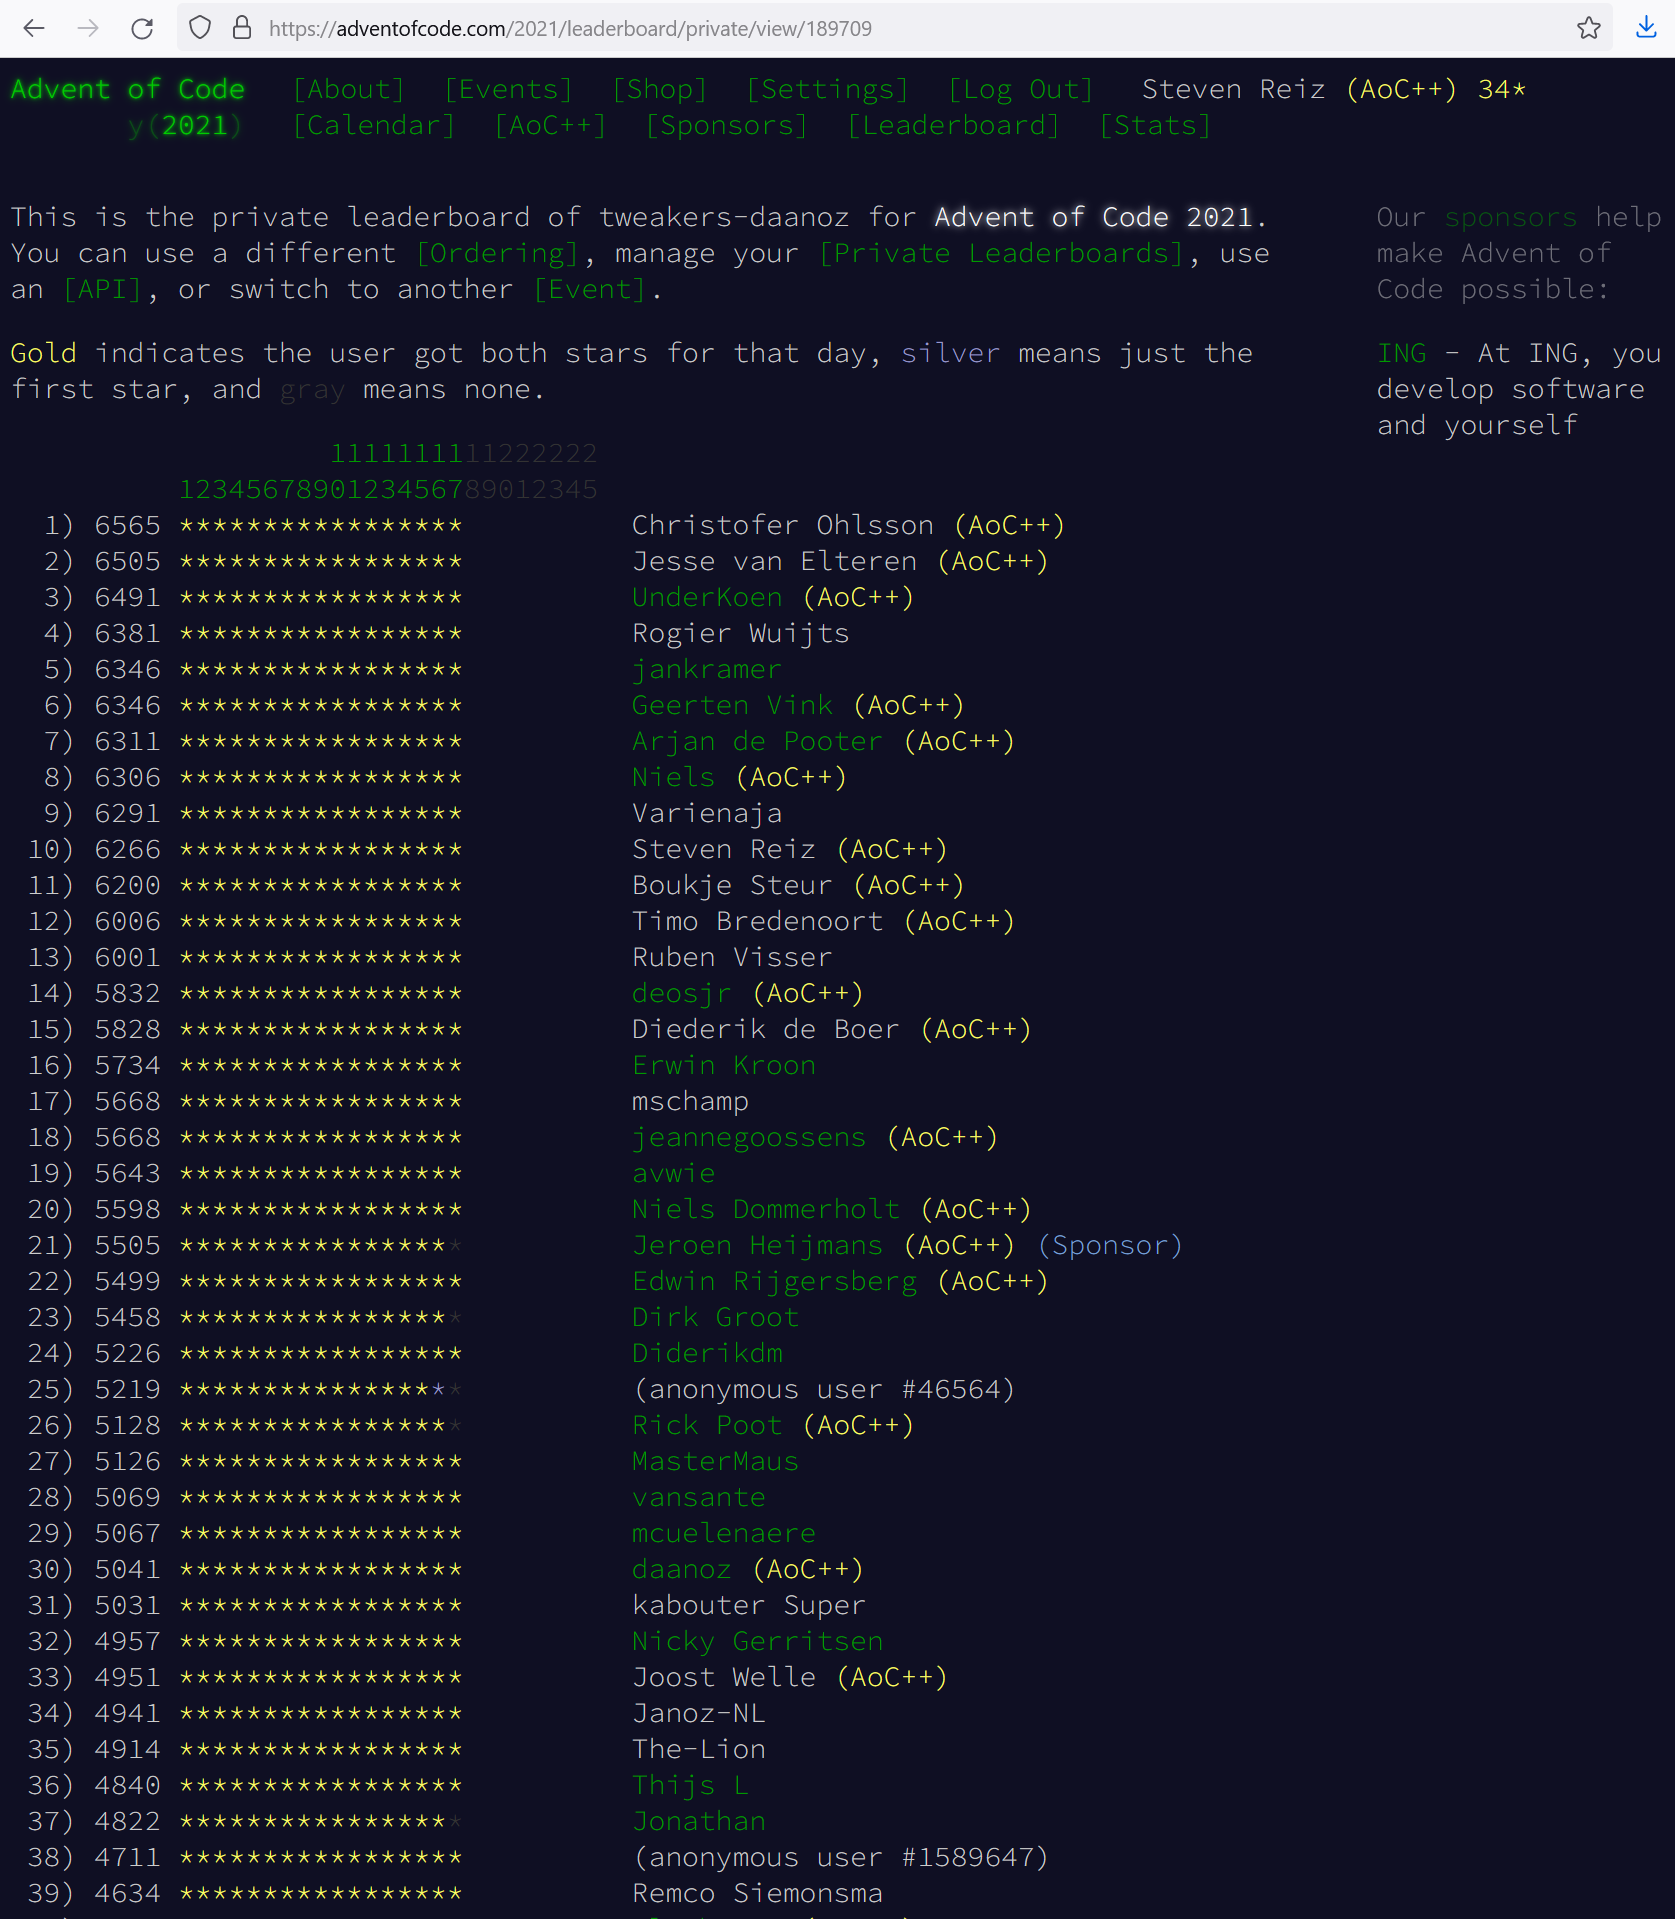 https://adventofcode.com/2021/leaderboard/private/view/189709
Advent of Code [About] [Events] [Shop] [Settings] [Log Out] Steven Reiz (AoC++) 34*
y(2021) [Calendar] [AoC++] [Sponsors] [Leaderboard] [Stats]
This is the private leaderboard of tweakers-daanoz for Advent of Code 2021.
You can use a different [Ordering], manage your [Private Leaderboards], use
an [API], or switch to another [Event].
Gold indicates the user got both stars for that day, silver means just the
first star, and gray means none.
Our sponsors help
make Advent of
Code possible:
ING - At ING, you
develop software
and yourself
1111111111222222
1234567890123456789012345
1) 6565 ***************** Christofer Ohlsson (AoC++)
2) 6505 ***************** Jesse van Elteren (AoC++)
3) 6491 ***************** UnderKoen (AoC++)
4) 6381 ***************** Rogier Wuijts
5) 6346 ***************** jankramer
6) 6346 ***************** Geerten Vink (AoC++)
7) 6311 ***************** Arjan de Pooter (AoC++)
8) 6306 ***************** Niels (AoC++)
9) 6291 ***************** Varienaja
10) 6266 ***************** Steven Reiz (AoC++)
11) 6200 ***************** Boukje Steur (AoC++)
12) 6006 ***************** Timo Bredenoort (AoC++)
13) 6001 ***************** Ruben Visser
14) 5832 ***************** deosjr (AoC++)
15) 5828 ***************** Diederik de Boer (AoC++)
16) 5734 ***************** Erwin Kroon
17) 5668 ***************** mschamp
18) 5668 ***************** jeannegoossens (AoC++)
19) 5643 ***************** avwie
20) 5598 ***************** Niels Dommerholt (AoC++)
21) 5505 ***************** Jeroen Heijmans (AoC++) (Sponsor)
22) 5499 ***************** Edwin Rijgersberg (AoC++)
23) 5458 ***************** Dirk Groot
24) 5226 ***************** Diderikdm
25) 5219 ***************** (anonymous user #46564)
26) 5128 ***************** Rick Poot (AoC++)
27) 5126 ***************** MasterMaus
28) 5069 ***************** vansante
29) 5067 ***************** mcuelenaere
30) 5041 ***************** daanoz (AoC++)
31) 5031 ***************** kabouter Super
32) 4957 ***************** Nicky Gerritsen
33) 4951 ***************** Joost Welle (AoC++)
34) 4941 ***************** Janoz-NL
35) 4914 ***************** The-Lion
36) 4840 ***************** Thijs L
37) 4822 ***************** Jonathan
38) 4711 ***************** (anonymous user #1589647)
39) 4634 ***************** Remco Siemonsma